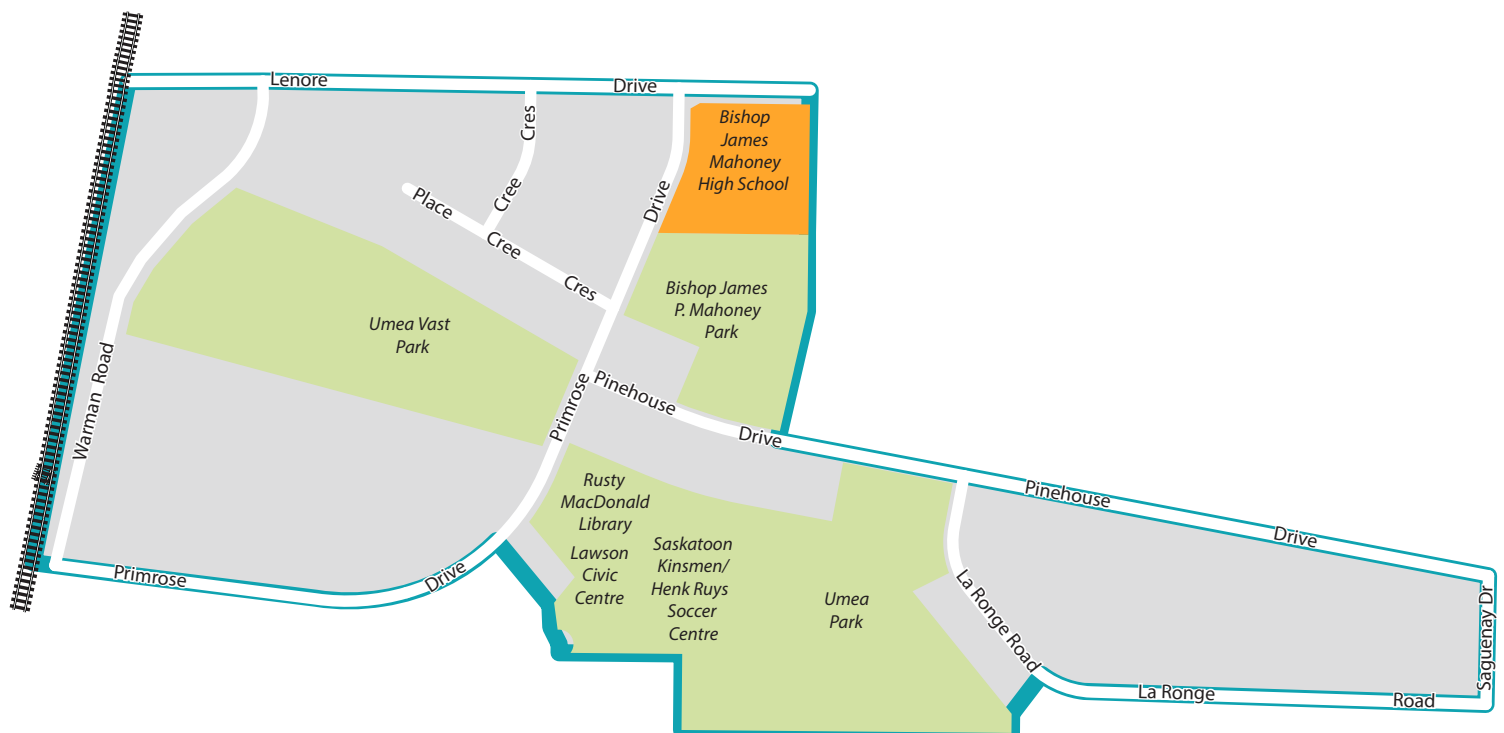 Lenore Drive
Bishop
James
Mahoney
High School
Cree Cres
Place
Cree
Cres
Drive
Bishop James
P. Mahoney
Park
Umea Vast
Park
Warman Road
Primrose
Pinehouse
Drive
Rusty
MacDonald
Library
Lawson
Civic
Centre
Saskatoon
Kinsmen/
Henk Ruys
Soccer
Centre
Umea
Park
Pinehouse
Drive
Primrose
Drive
La Ronge Road
Saguenay Dr
La Ronge
Road